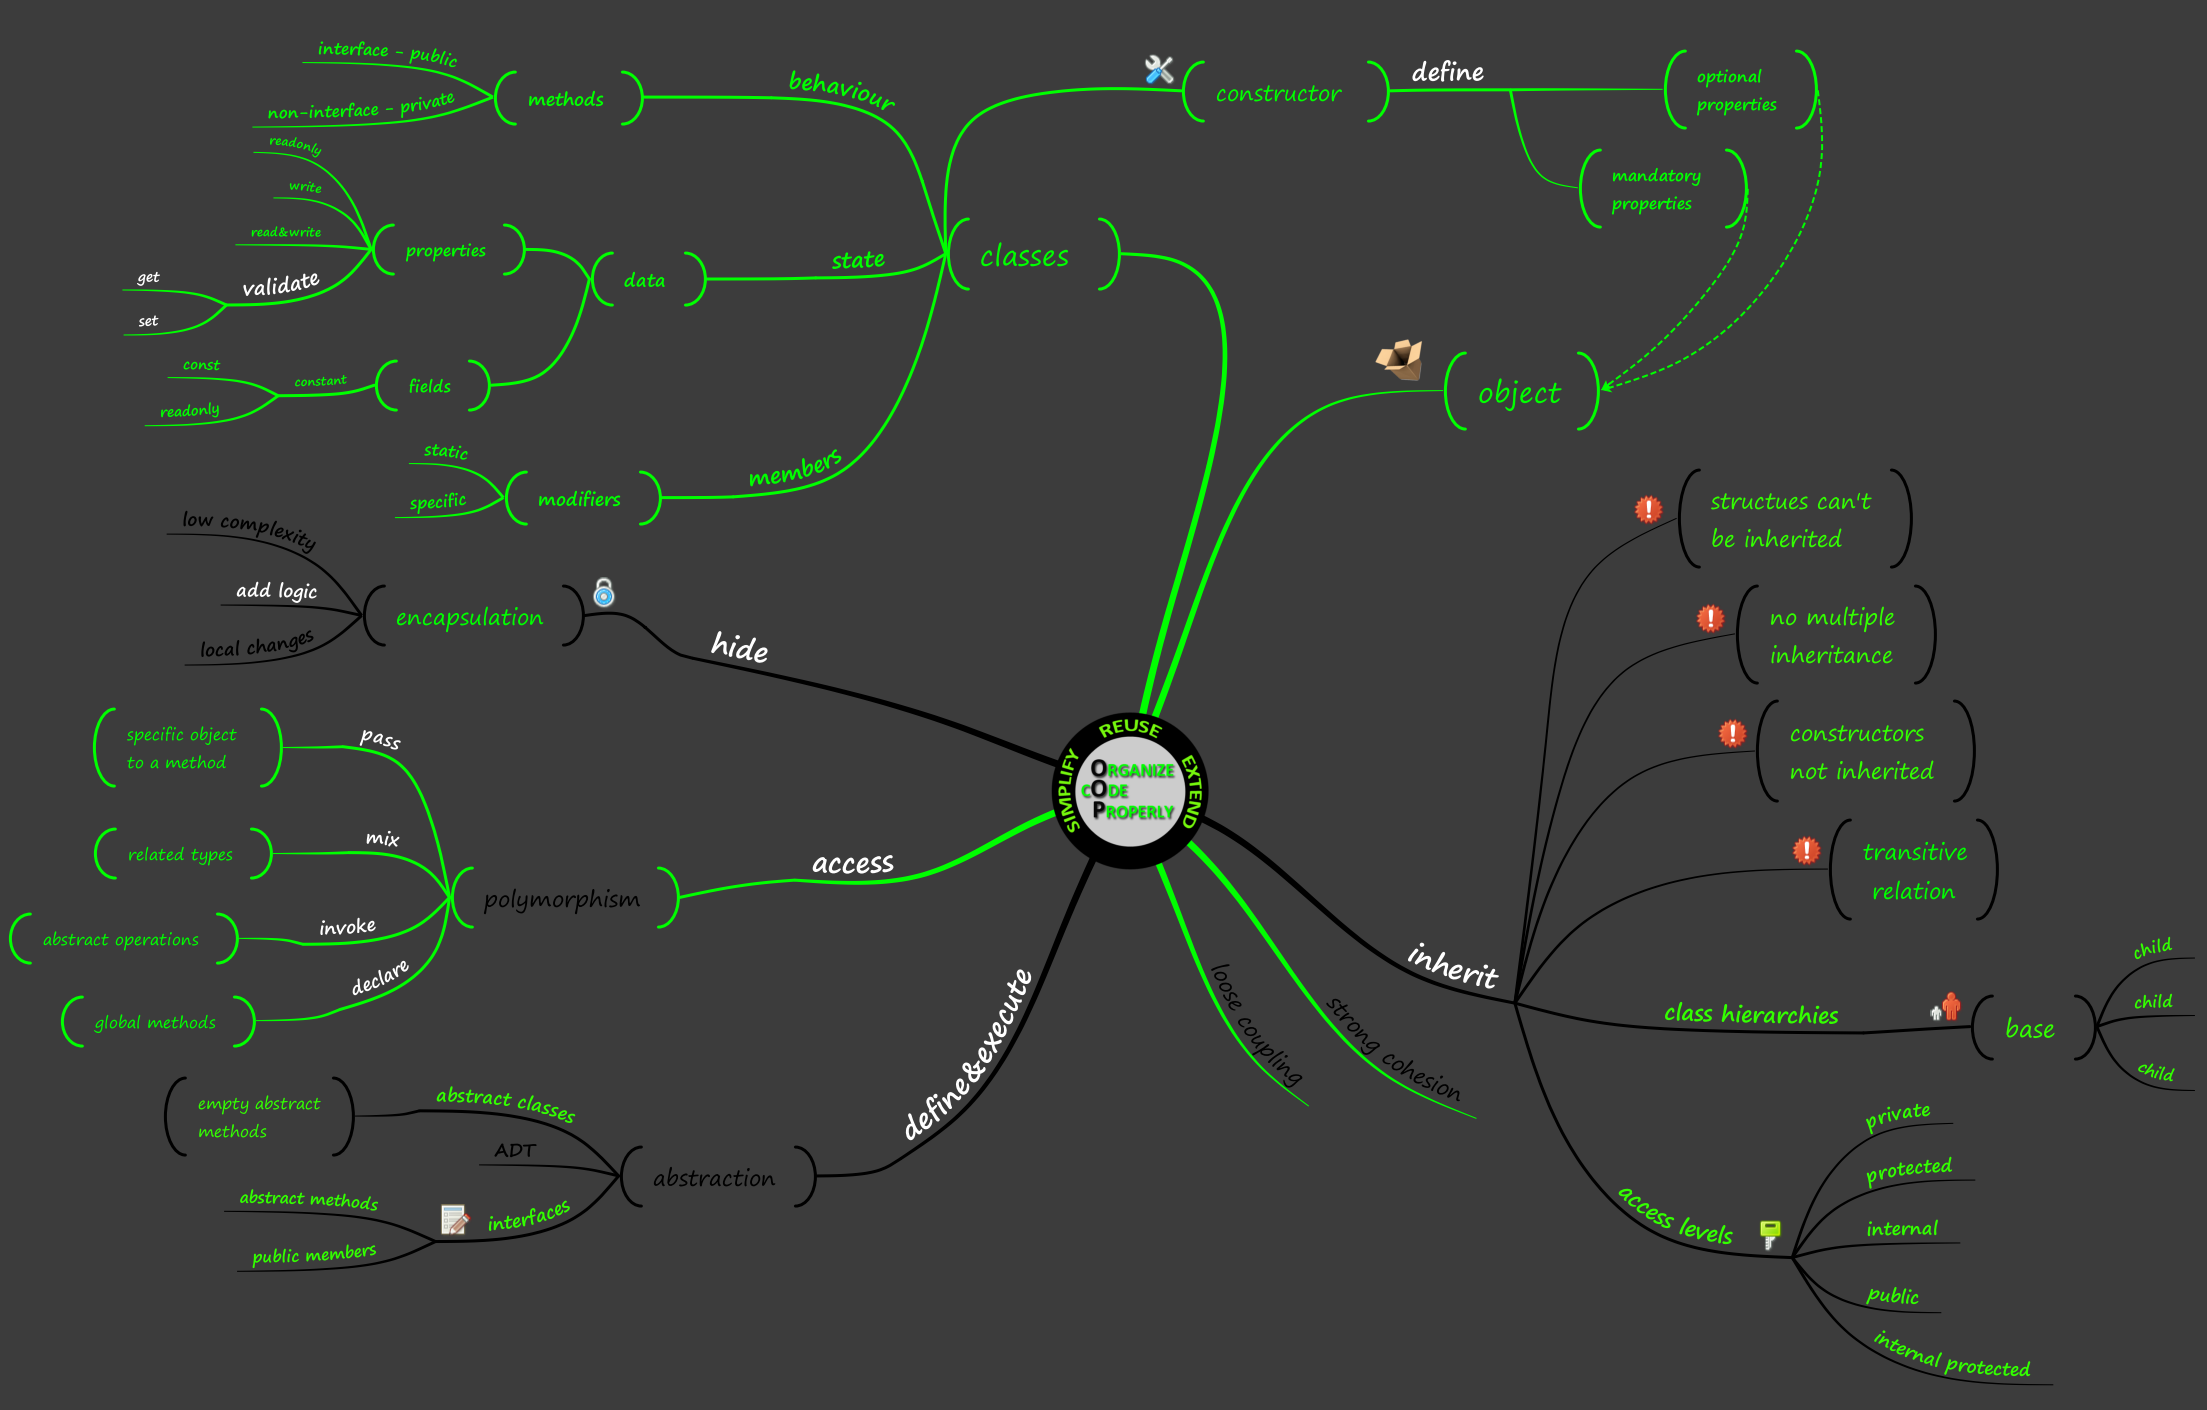 interface - public
non-interface - private
methods
behaviour
readonly
write
read&write
validate
get
set
properties
data
state
const
readonly
constant
fields
static
specific
modifiers
members
classes
constructor
define
optional
properties
mandatory
properties
object
low complexity
add logic
local changes
encapsulation
hide
pass
specific object
to a method
mix
related types
invoke
abstract operations
declare
global methods
polymorphism
access
SIMPLIFY
REUSE
EXTEND
ORGANIZE
CODE
PROPERLY
abstract classes
empty abstract
methods
ADT
abstract methods
public members
interfaces
abstraction
define&execute
loose coupling
strong cohesion
inherit
structues can't
be inherited
no multiple
inheritance
constructors
not inherited
transitive
relation
class hierarchies
base
child
child
child
access levels
private
protected
internal
public
internal protected